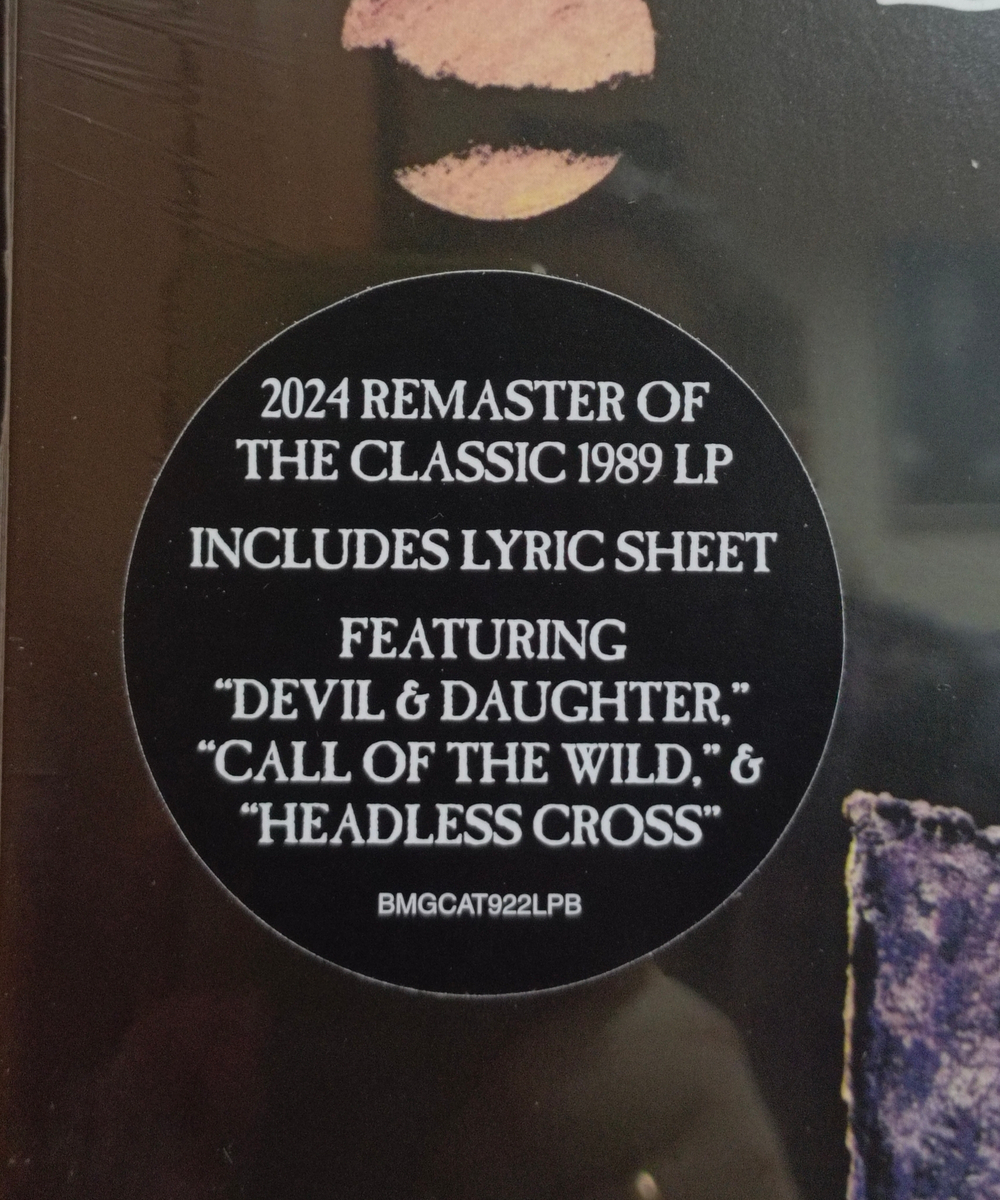 2024 REMASTER OF
THE CLASSIC 1989 LP
INCLUDES LYRIC SHEET
FEATURING
“DEVIL & DAUGHTER,”
“CALL OF THE WILD,” &
“HEADLESS CROSS”
BMGCAT922LPB